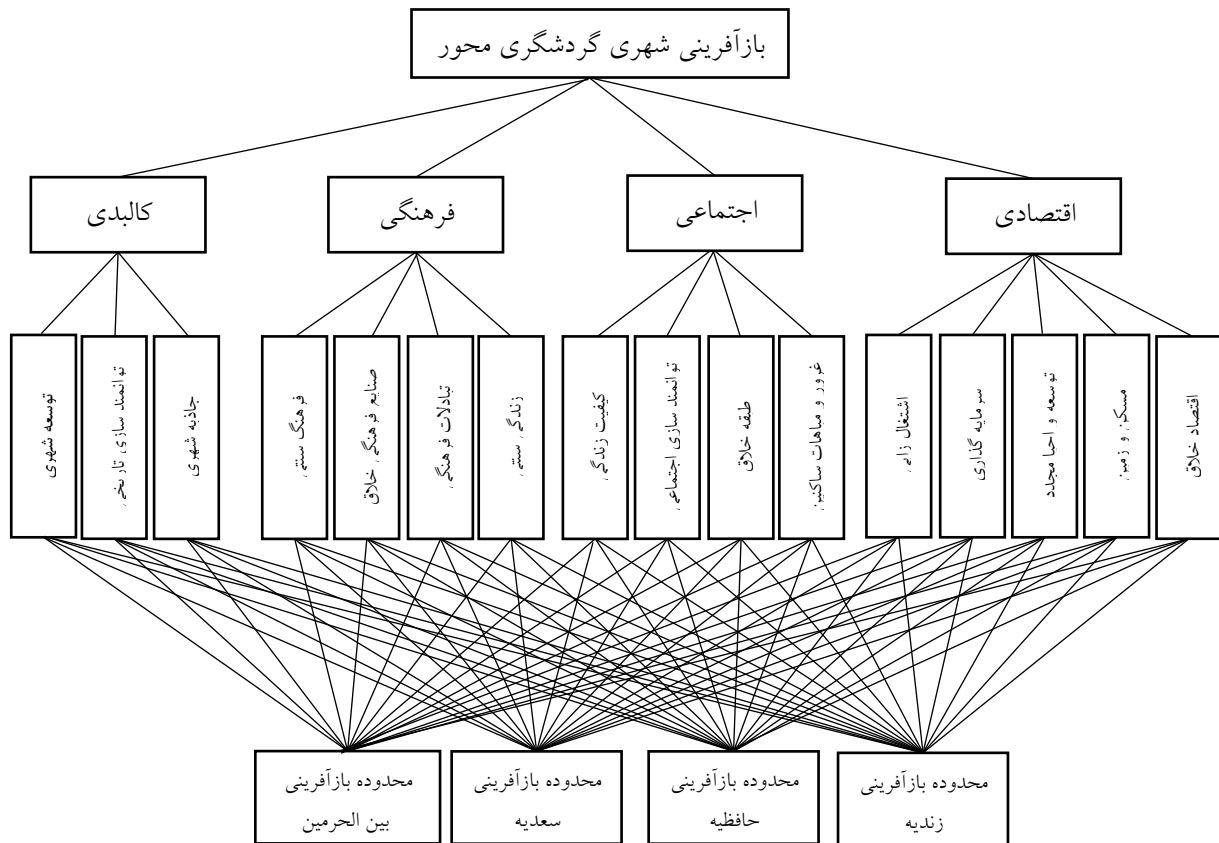 بازآفرینی شهری گردشگری محور
اقتصادی
اجتماعی
فرهنگی
کالبدی
اقتصاد خلاق
مسکن و زمین
توسعه و احیا مجدد
سرمایه گذاری
اشتغال زایی
غرور و مباهات ساکنین
طبقه خلاق
توانمند سازی اجتماعی
کیفیت زندگی
زندگی سنتی
تبادلات فرهنگی
صنایع فرهنگی خلاق
فرهنگ سنتی
جاذبه شهری
توانمند سازی تاریخی
توسعه شهری
محدوده بازآفرینی
زندیه
محدوده بازآفرینی
حافظیه
محدوده بازآفرینی
سعدیه
محدوده بازآفرینی
بین الحرمین